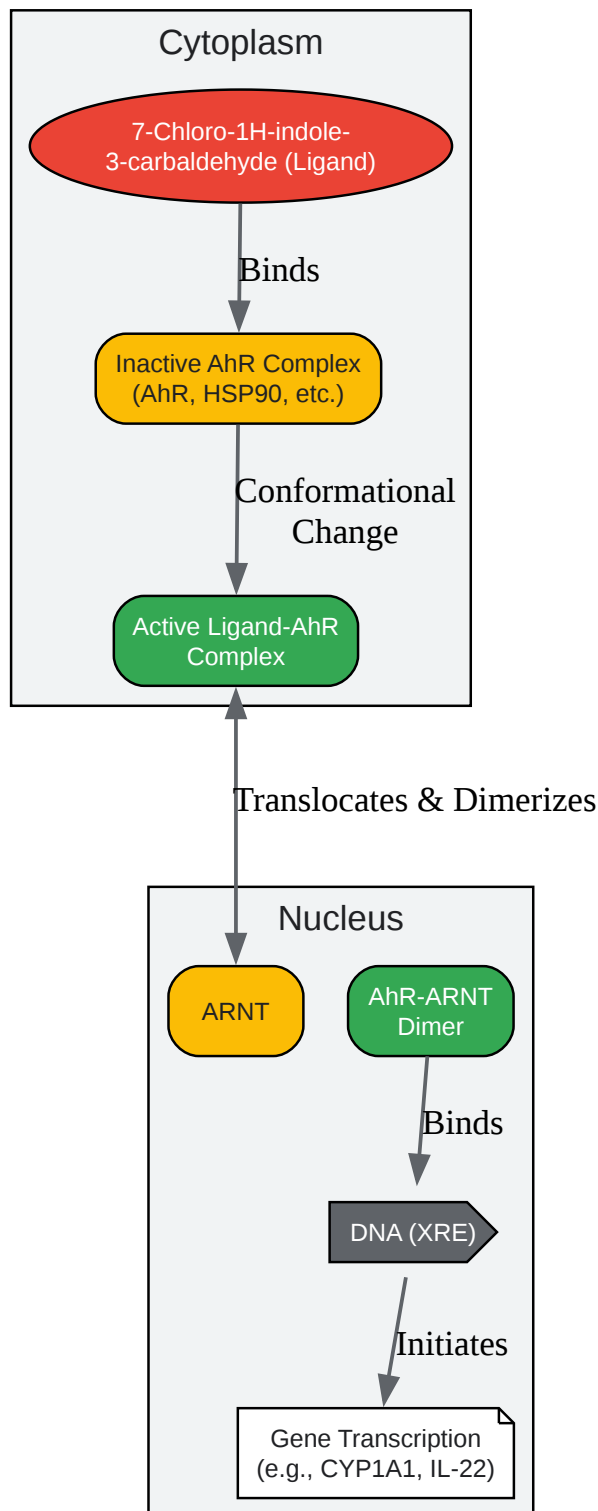 Cytoplasm
7-Chloro-1H-indole-
3-carbaldehyde (Ligand)
Binds
Inactive AhR Complex
(AhR, HSP90, etc.)
Conformational
Change
Active Ligand-AhR
Complex
Translocates & Dimerizes
Nucleus
ARNT
AhR-ARNT
Dimer
Binds
DNA (XRE)
Initiates
Gene Transcription
(e.g., CYP1A1, IL-22)